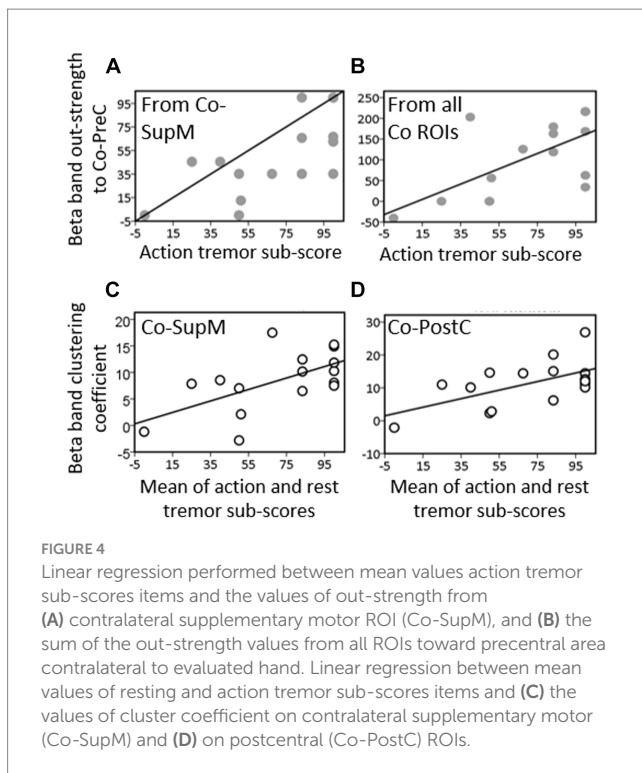 A
B
Beta band out-strength
to Co-PreC
From Co-
SupM
From all
Co ROIs
95
75
55
35
15
-5
250
200
150
100
50
0
-50
-5 15 35 55 75 95
-5 15 35 55 75 95
Action tremor sub-score
Action tremor sub-score
C
D
Beta band clustering
coefficient
Co-SupM
Co-PostC
20
15
10
5
0
-5
30
20
10
0
-10
-5 15 35 55 75 95
-5 15 35 55 75 95
Mean of action and rest
tremor sub-scores
Mean of action and rest
tremor sub-scores
FIGURE 4
Linear regression performed between mean values action tremor
sub-scores items and the values of out-strength from
(A) contralateral supplementary motor ROI (Co-SupM), and (B) the
sum of the out-strength values from all ROIs toward precentral area
contralateral to evaluated hand. Linear regression between mean
values of resting and action tremor sub-scores items and (C) the
values of cluster coefficient on contralateral supplementary motor
(Co-SupM) and (D) on postcentral (Co-PostC) ROIs.